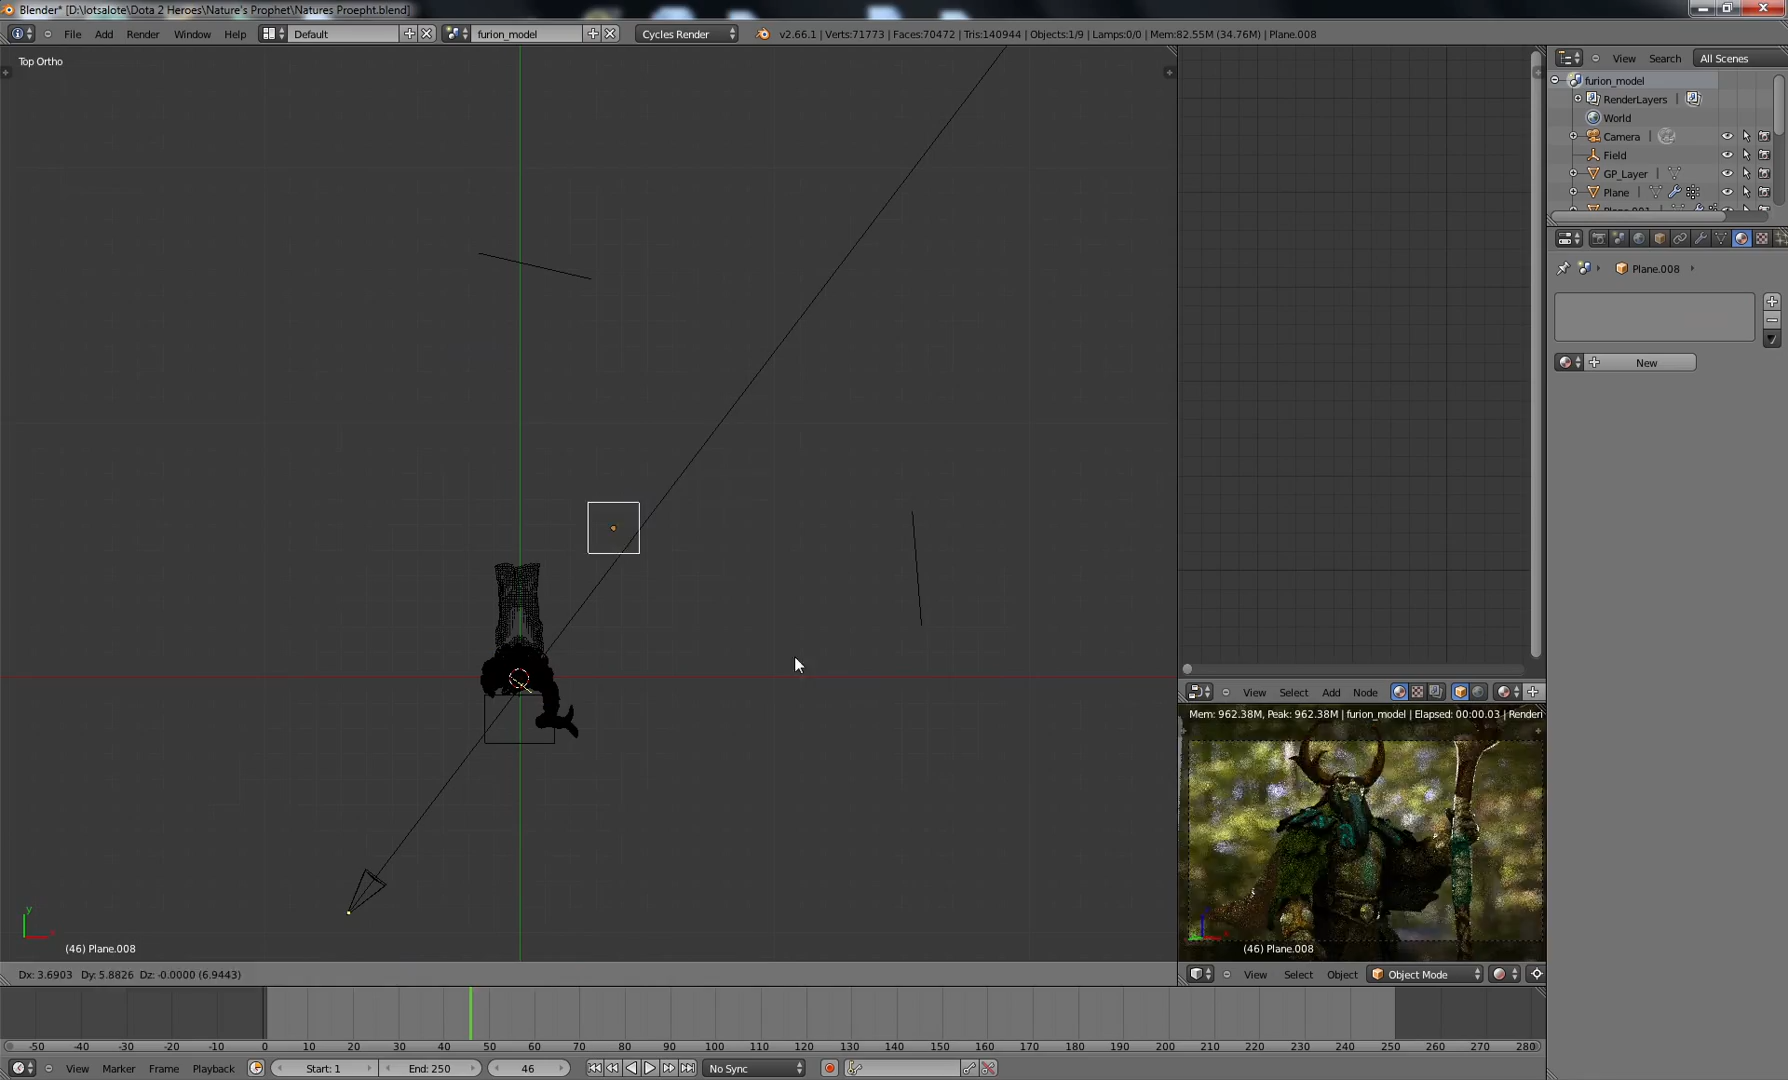 Blender* [D:\lotsalote\Dota 2 Heroes\Nature's Prophet\Natures Proepht.blend]
File Add Render Window Help Default furion_model Cycles Render v2.66.1 | Verts:71773 | Faces:70472 | Tris:140944 | Objects:1/9 | Lamps:0/0 | Mem:82.55M (34.76M) | Plane.008
View Search All Scenes
Top Ortho
furion_model
RenderLayers
World
Camera
Field
GP_Layer
Plane
Plane.008
New
View Select Add Node
Mem: 962.38M, Peak: 962.38M | furion_model | Elapsed: 00:00.03 | Renderi
y
(46) Plane.008
(46) Plane.008
Dx: 3.6903 Dy: 5.8826 Dz: -0.0000 (6.9443)
View Select Object Object Mode
-50 -40 -30 -20 -10 0 10 20 30 40 50 60 70 80 90 100 110 120 130 140 150 160 170 180 190 200 210 220 230 240 250 260 270 280
View Marker Frame Playback Start: 1 End: 250 46 No Sync